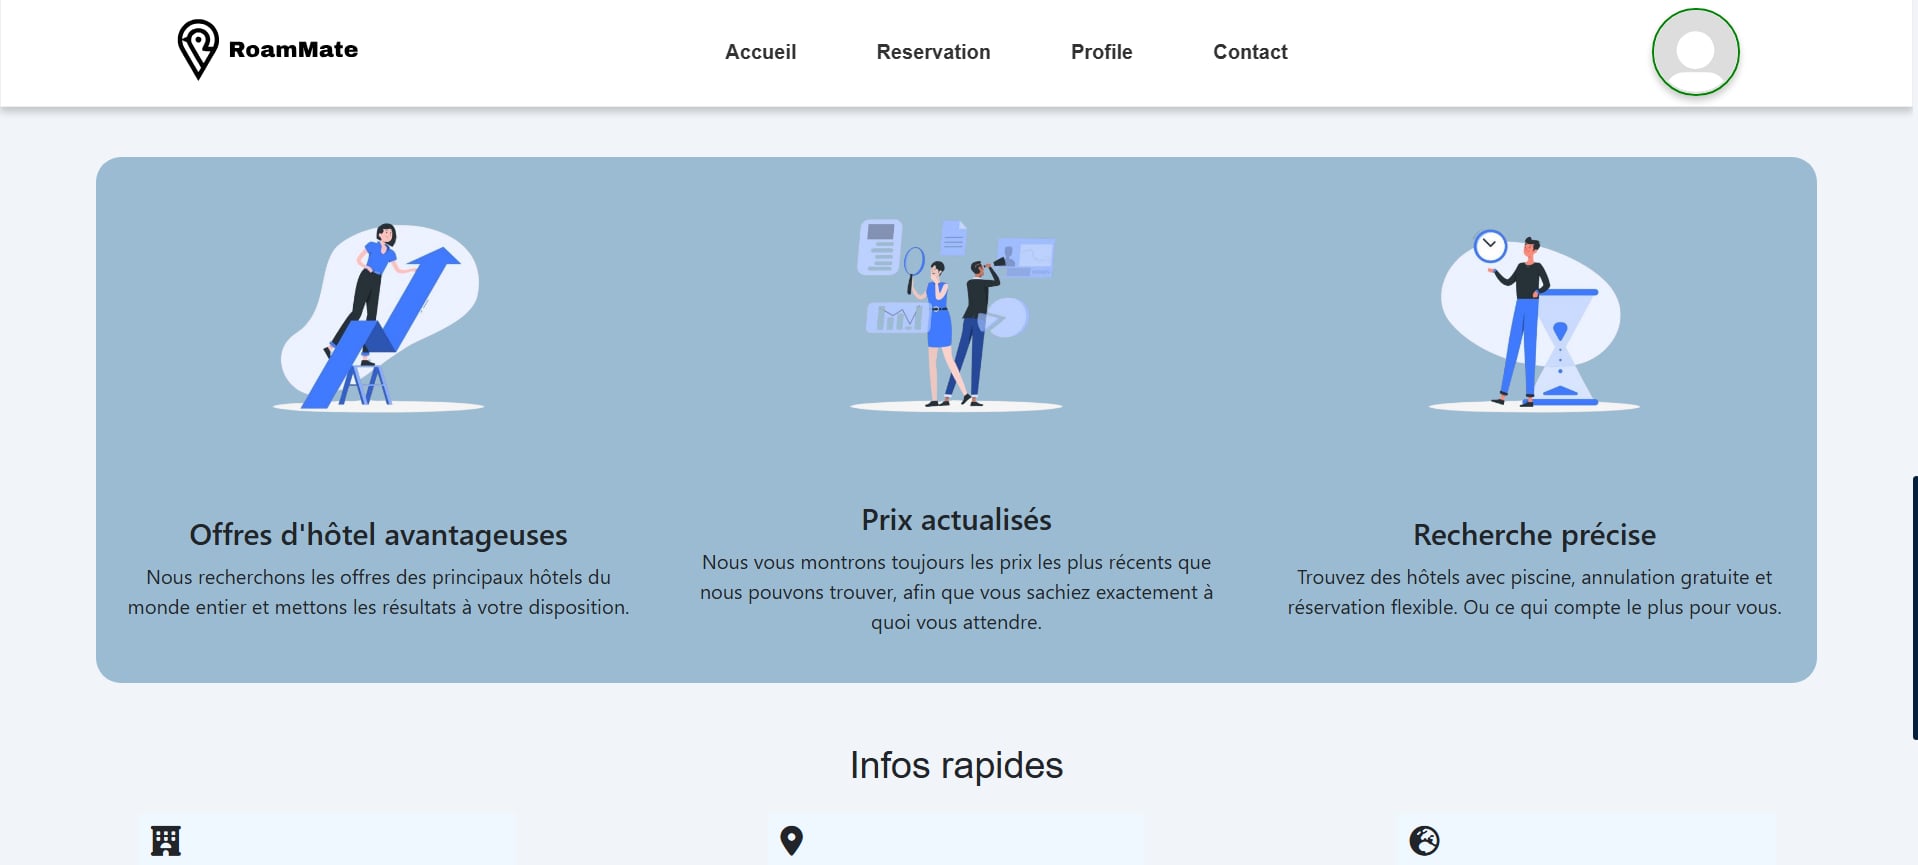 RoamMate
Accueil
Reservation
Profile
Contact
Offres d'hôtel avantageuses
Nous recherchons les offres des principaux hôtels du
monde entier et mettons les résultats à votre disposition.
Prix actualisés
Nous vous montrons toujours les prix les plus récents que
nous pouvons trouver, afin que vous sachiez exactement à
quoi vous attendre.
Recherche précise
Trouvez des hôtels avec piscine, annulation gratuite et
réservation flexible. Ou ce qui compte le plus pour vous.
Infos rapides